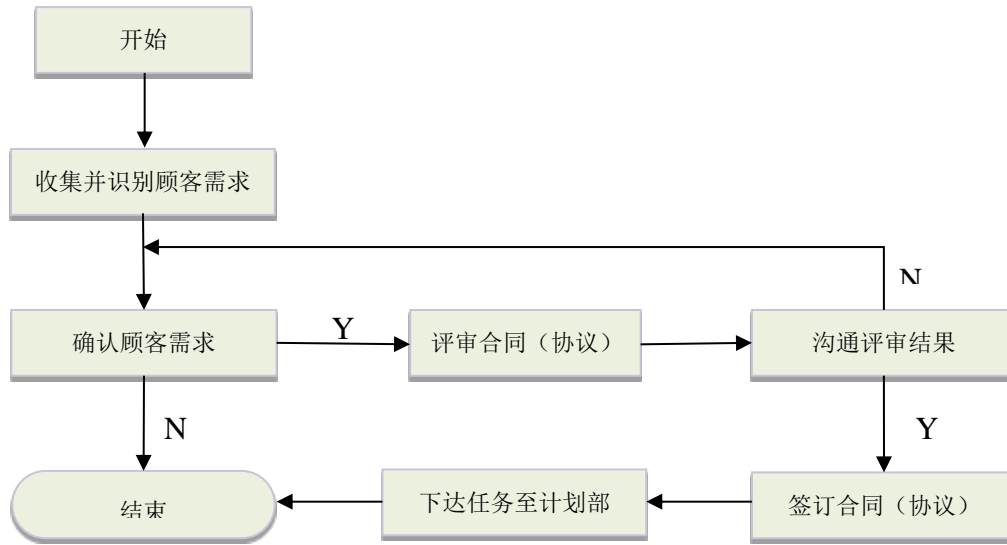 开始
收集并识别顾客需求
N
确认顾客需求
Y
评审合同（协议）
沟通评审结果
N
Y
结束
下达任务至计划部
签订合同（协议）